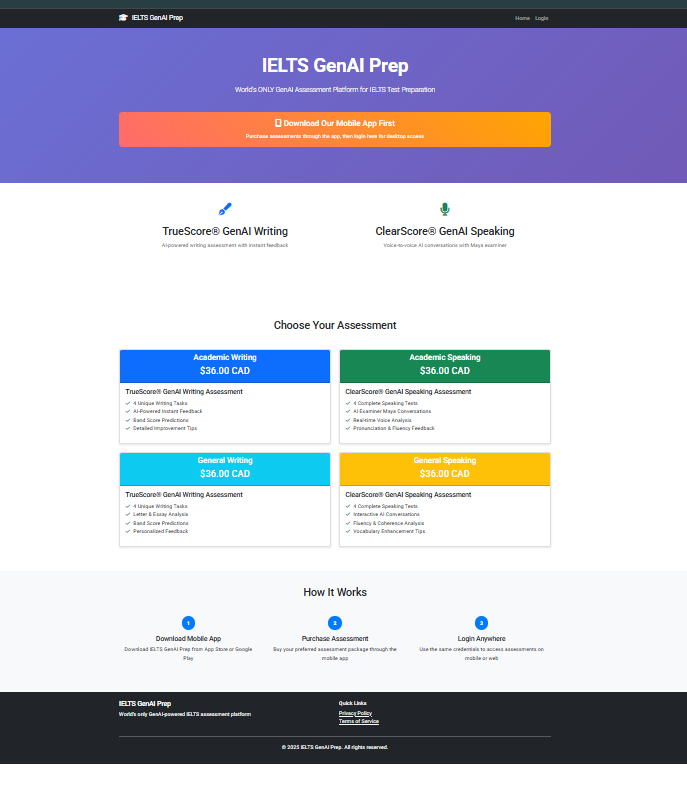 IELTS GenAI Prep
Home Login
IELTS GenAI Prep
World's ONLY GenAI Assessment Platform for IELTS Test Preparation
Download Our Mobile App First
Purchase assessments through the app, then login here for desktop access
TrueScore® GenAI Writing
AI-powered writing assessment with instant feedback
ClearScore® GenAI Speaking
Voice-to-voice AI conversations with Maya examiner
Choose Your Assessment
Academic Writing
$36.00 CAD
TrueScore® GenAI Writing Assessment
4 Unique Writing Tasks
AI-Powered Instant Feedback
Band Score Predictions
Detailed Improvement Tips
Academic Speaking
$36.00 CAD
ClearScore® GenAI Speaking Assessment
4 Complete Speaking Tests
AI Examiner Maya Conversations
Real-time Voice Analysis
Pronunciation & Fluency Feedback
General Writing
$36.00 CAD
TrueScore® GenAI Writing Assessment
4 Unique Writing Tasks
Letter & Essay Analysis
Band Score Predictions
Personalized Feedback
General Speaking
$36.00 CAD
ClearScore® GenAI Speaking Assessment
4 Complete Speaking Tests
Interactive AI Conversations
Fluency & Coherence Analysis
Vocabulary Enhancement Tips
How It Works
1
Download Mobile App
Download IELTS GenAI Prep from App Store or Google
Play
2
Purchase Assessment
Buy your preferred assessment package through the
mobile app
3
Login Anywhere
Use the same credentials to access assessments on
mobile or web
IELTS GenAI Prep
World's only GenAI-powered IELTS assessment platform
Quick Links
Privacy Policy
Terms of Service
© 2025 IELTS GenAI Prep. All rights reserved.